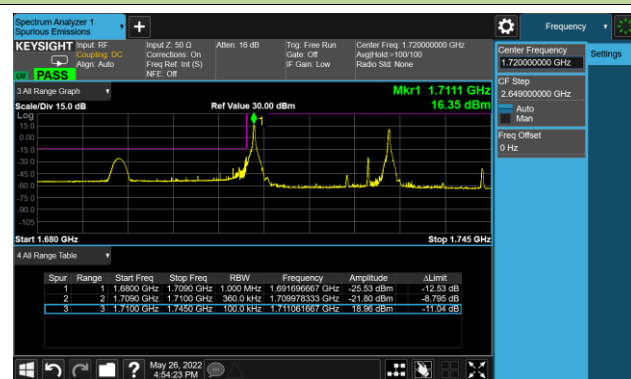 Spectrum Analyzer 1
Spurious Emissions
Frequency
KEYSIGHT Input: RF
Coupling: DC
Align: Auto
Input Z: 50 Ω
Corrections: On
Freq Ref: Int (S)
NFE: Off
Atten: 16 dB
Trig: Free Run
Gate: Off
IF Gain: Low
Center Freq: 1.720000000 GHz
Avg|Hold:>100/100
Radio Std: None
PASS
Center Frequency
1.720000000 GHz
Settings
CF Step
2.649000000 GHz
Auto
Man
Freq Offset
0 Hz
3 All Range Graph
Mkr1 1.7111 GHz
Scale/Div 15.0 dB
Ref Value 30.00 dBm
16.35 dBm
Log
15.0
0.00
-15.0
-30.0
-45.0
-60.0
-75.0
-90.0
-105
1
Start 1.680 GHz
Stop 1.745 GHz
4 All Range Table
Spur Range Start Freq Stop Freq RBW Frequency Amplitude ΔLimit
1 1 1.6800 GHz 1.7090 GHz 1.000 MHz 1.691696667 GHz -25.53 dBm -12.53 dB
2 2 1.7090 GHz 1.7100 GHz 360.0 kHz 1.709978333 GHz -21.80 dBm -8.795 dB
3 3 1.7100 GHz 1.7450 GHz 100.0 kHz 1.711061667 GHz 18.96 dBm -11.04 dB
May 26, 2022
4:54:23 PM